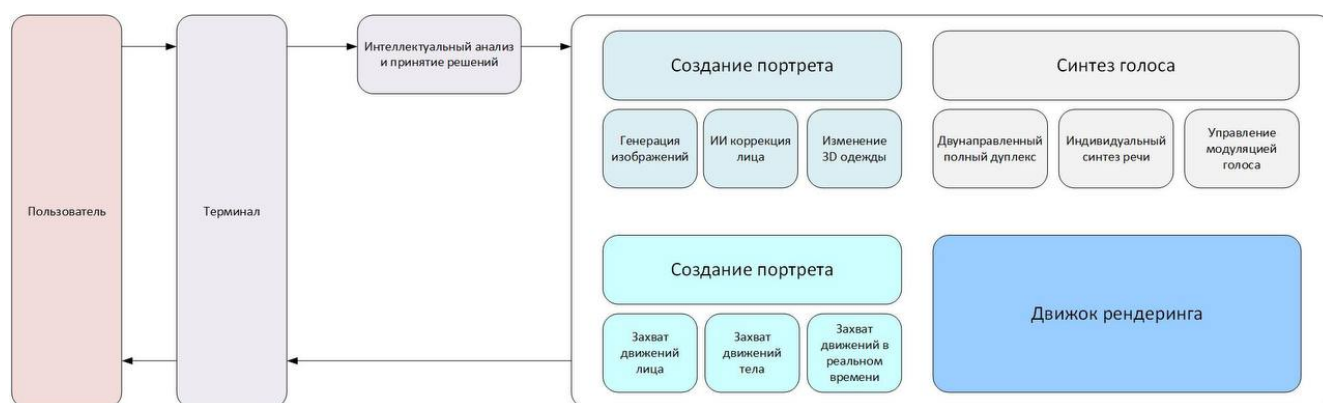 Пользователь
Терминал
Интеллектуальный анализ
и принятие решений
Создание портрета
Генерация
изображений
ИИ коррекция
лица
Изменение
3D одежды
Синтез голоса
Двунаправленный
полный дуплекс
Индивидуальный
синтез речи
Управление
модуляцией
голоса
Создание портрета
Захват
движений
лица
Захват
движений
тела
Захват
движений в
реальном
времени
Движок рендеринга